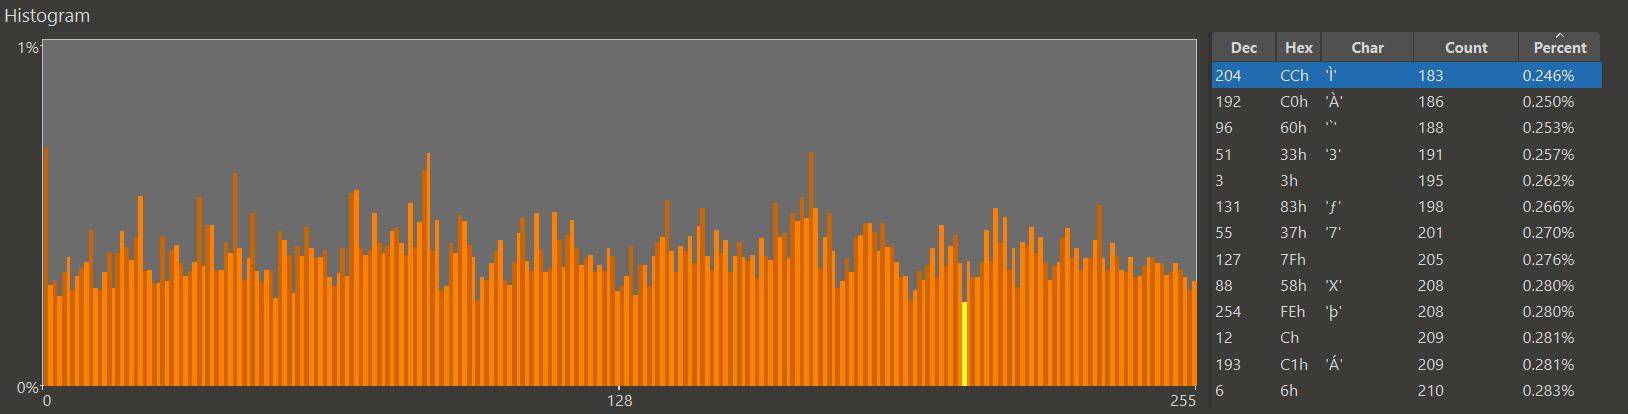 Histogram
1%
0%
0 128 255
Dec Hex Char Count Percent
204 CCh 'Ì' 183 0.246%
192 C0h 'À' 186 0.250%
96 60h '`' 188 0.253%
51 33h '3' 191 0.257%
3 3h 195 0.262%
131 83h 'ƒ' 198 0.266%
55 37h '7' 201 0.270%
127 7Fh 205 0.276%
88 58h 'X' 208 0.280%
254 FEh 'þ' 208 0.280%
12 Ch 209 0.281%
193 C1h 'Á' 209 0.281%
6 6h 210 0.283%